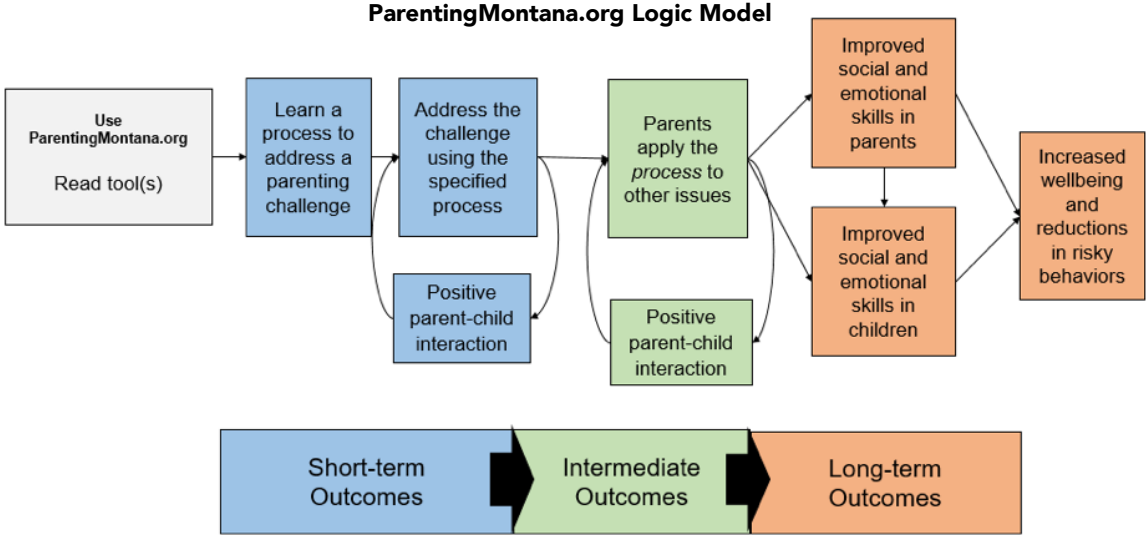 ParentingMontana.org Logic Model
Use
ParentingMontana.org
Read tool(s)
Learn a
process to
address a
parenting
challenge
Address the
challenge
using the
specified
process
Positive
parent-child
interaction
Parents
apply the
process to
other issues
Positive
parent-child
interaction
Improved
social and
emotional
skills in
parents
Improved
social and
emotional
skills in
children
Increased
wellbeing
and
reductions
in risky
behaviors
Short-term
Outcomes
Intermediate
Outcomes
Long-term
Outcomes